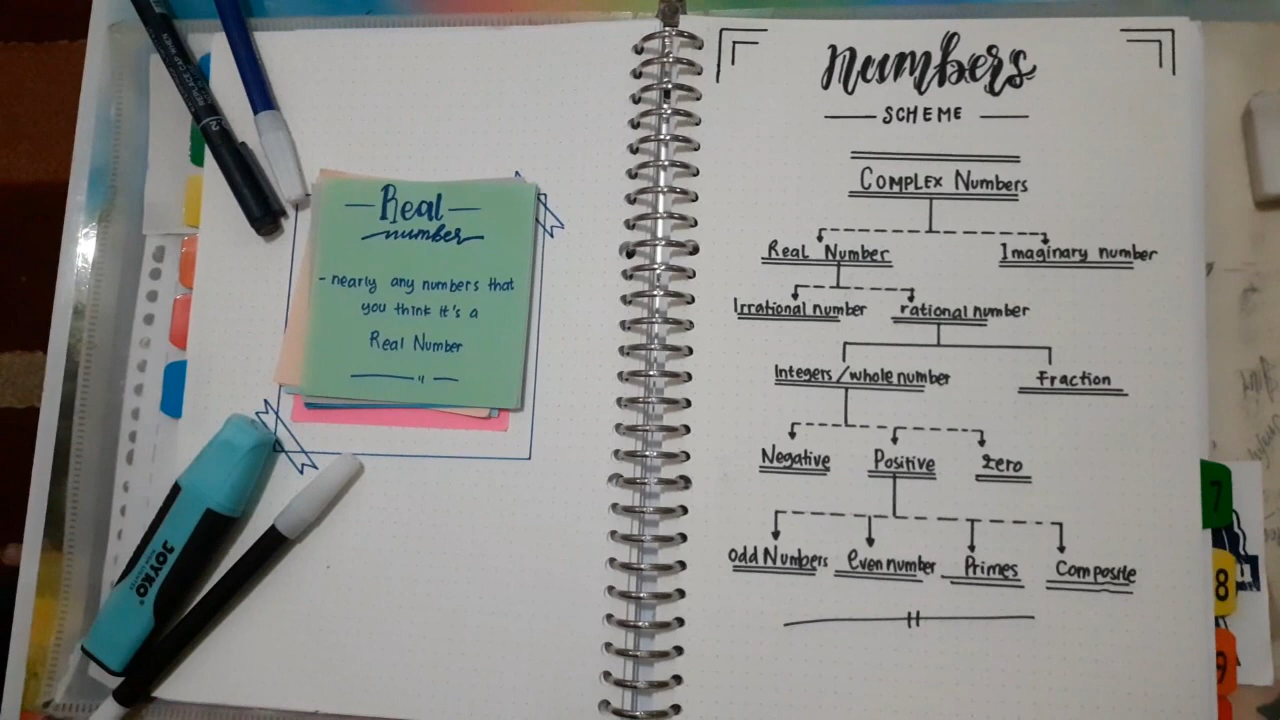 Real
number
- nearly any numbers that
you think it's a
Real Number
JOYKO
numbers
SCHEME
COMPLEX Numbers
Real Number Imaginary number
Irrational number rational number
Integers / whole number Fraction
Negative Positive zero
odd Numbers Even number Primes Composite
7
8
9